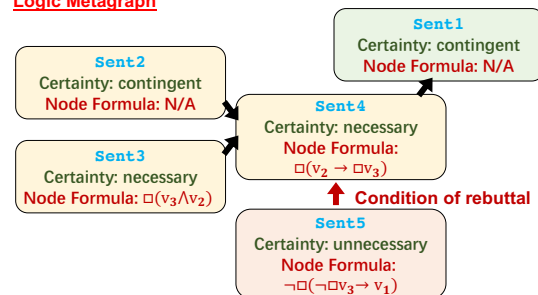 Logic Metagraph
Sent1
Certainty: contingent
Node Formula: N/A
Sent2
Certainty: contingent
Node Formula: N/A
Sent4
Certainty: necessary
Node Formula:
□(v₂ → □v₃)
Sent3
Certainty: necessary
Node Formula: □(v₃∧v₂)
Condition of rebuttal
Sent5
Certainty: unnecessary
Node Formula:
¬□(¬□v₃→ v₁)